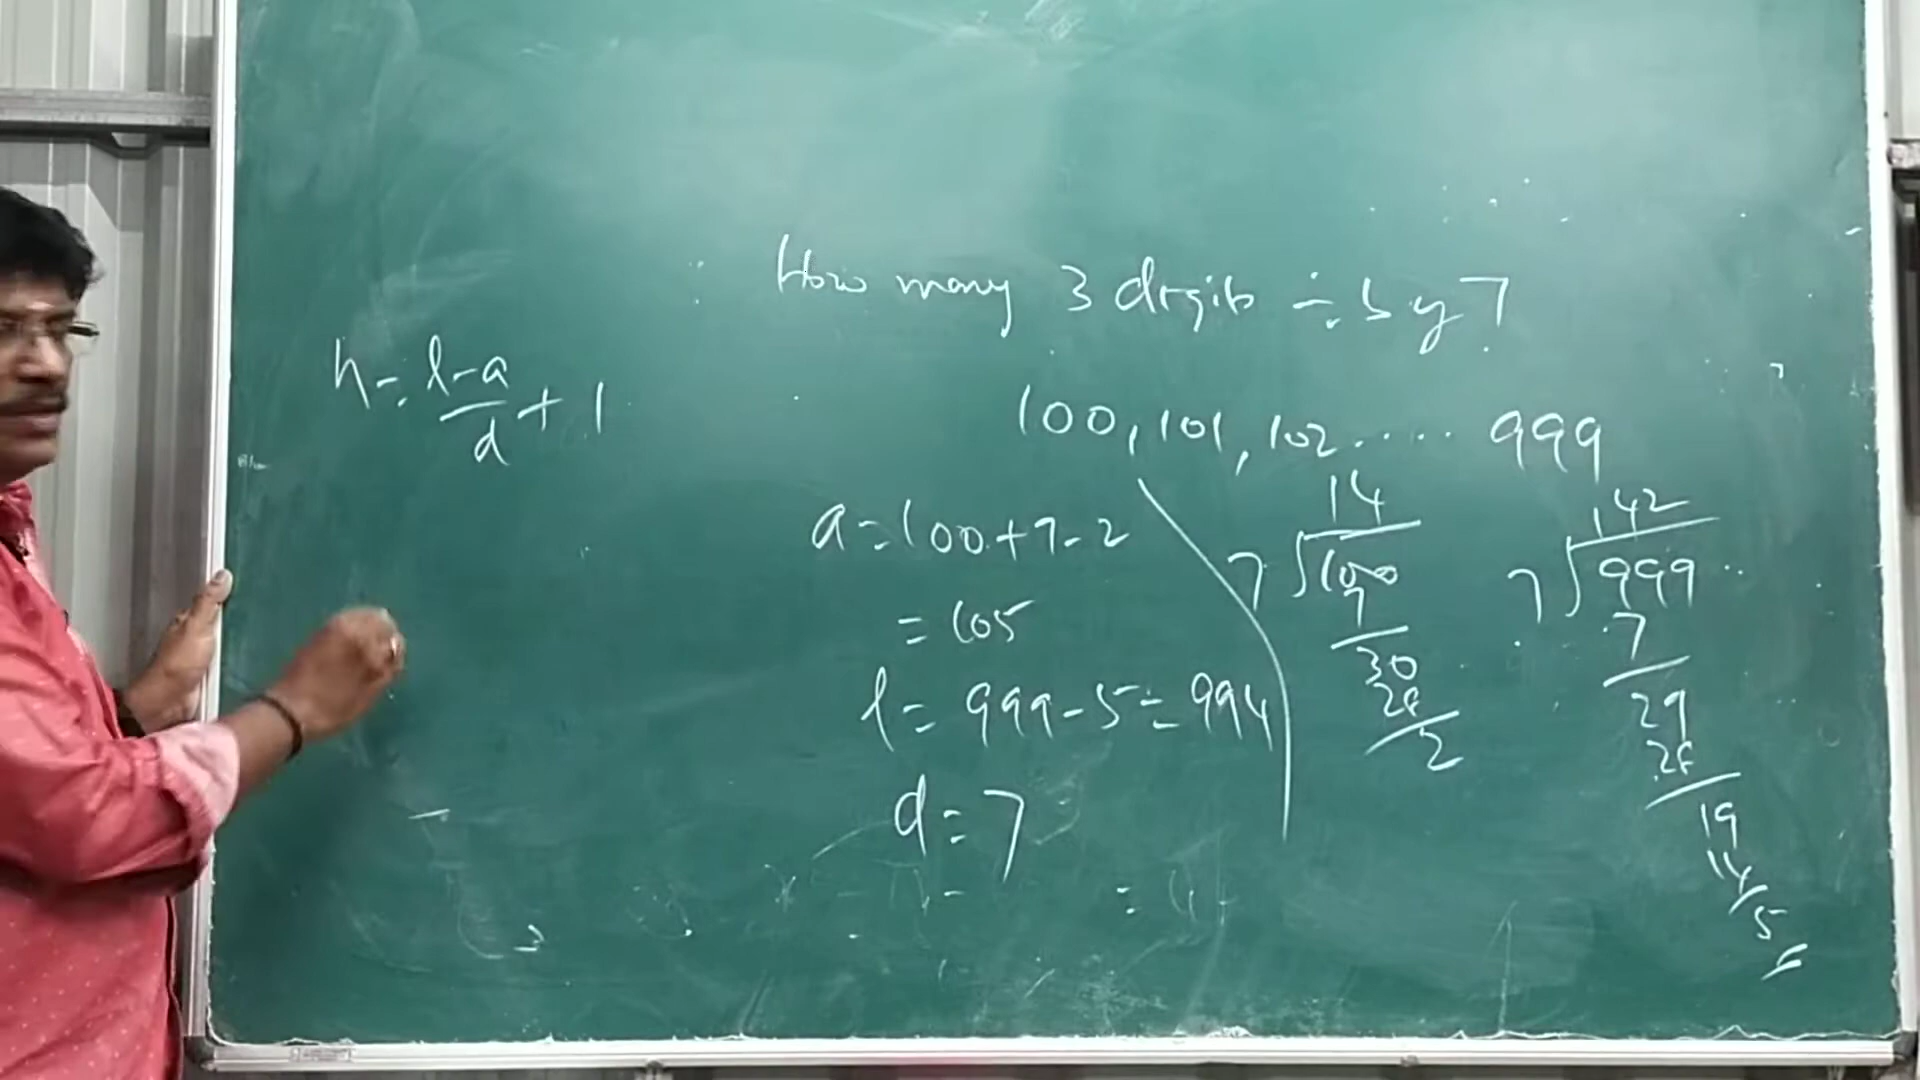 How many 3 digits ÷ by 7
n = l-a/d + 1
100, 101, 102 ..... 999
a = 100 + 7 - 2
= 105
l = 999 - 5 = 994
d = 7
14
7 100
7
30
28
2
142
7 999
7
29
28
19
14
5